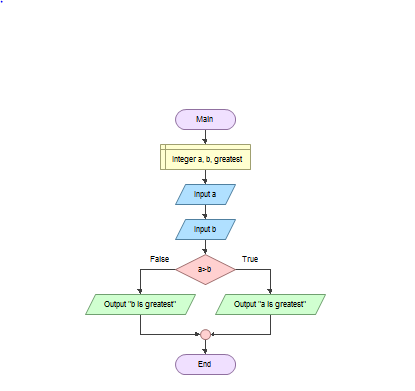 Main
Integer a, b, greatest
Input a
Input b
False
True
a>b
Output "b is greatest"
Output "a is greatest"
End